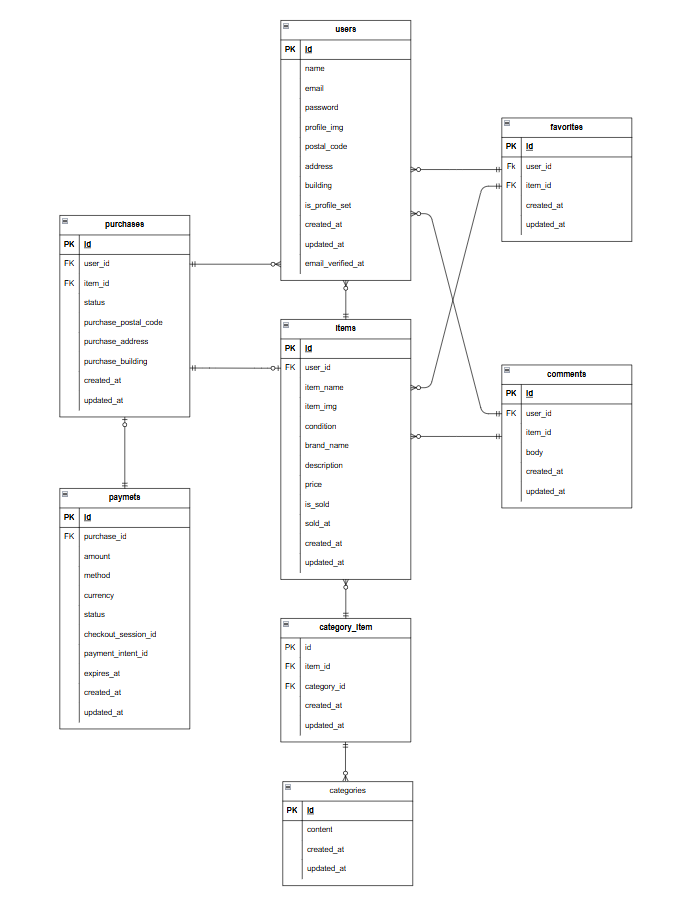 users
PK id
name
email
password
profile_img
postal_code
address
building
is_profile_set
created_at
updated_at
email_verified_at
favorites
PK id
Fk user_id
FK item_id
created_at
updated_at
purchases
PK id
FK user_id
FK item_id
status
purchase_postal_code
purchase_address
purchase_building
created_at
updated_at
items
PK id
FK user_id
item_name
item_img
condition
brand_name
description
price
is_sold
sold_at
created_at
updated_at
comments
PK id
FK user_id
item_id
body
created_at
updated_at
paymets
PK id
FK purchase_id
amount
method
currency
status
checkout_session_id
payment_intent_id
expires_at
created_at
updated_at
category_item
PK id
FK item_id
FK category_id
created_at
updated_at
categories
PK id
content
created_at
updated_at